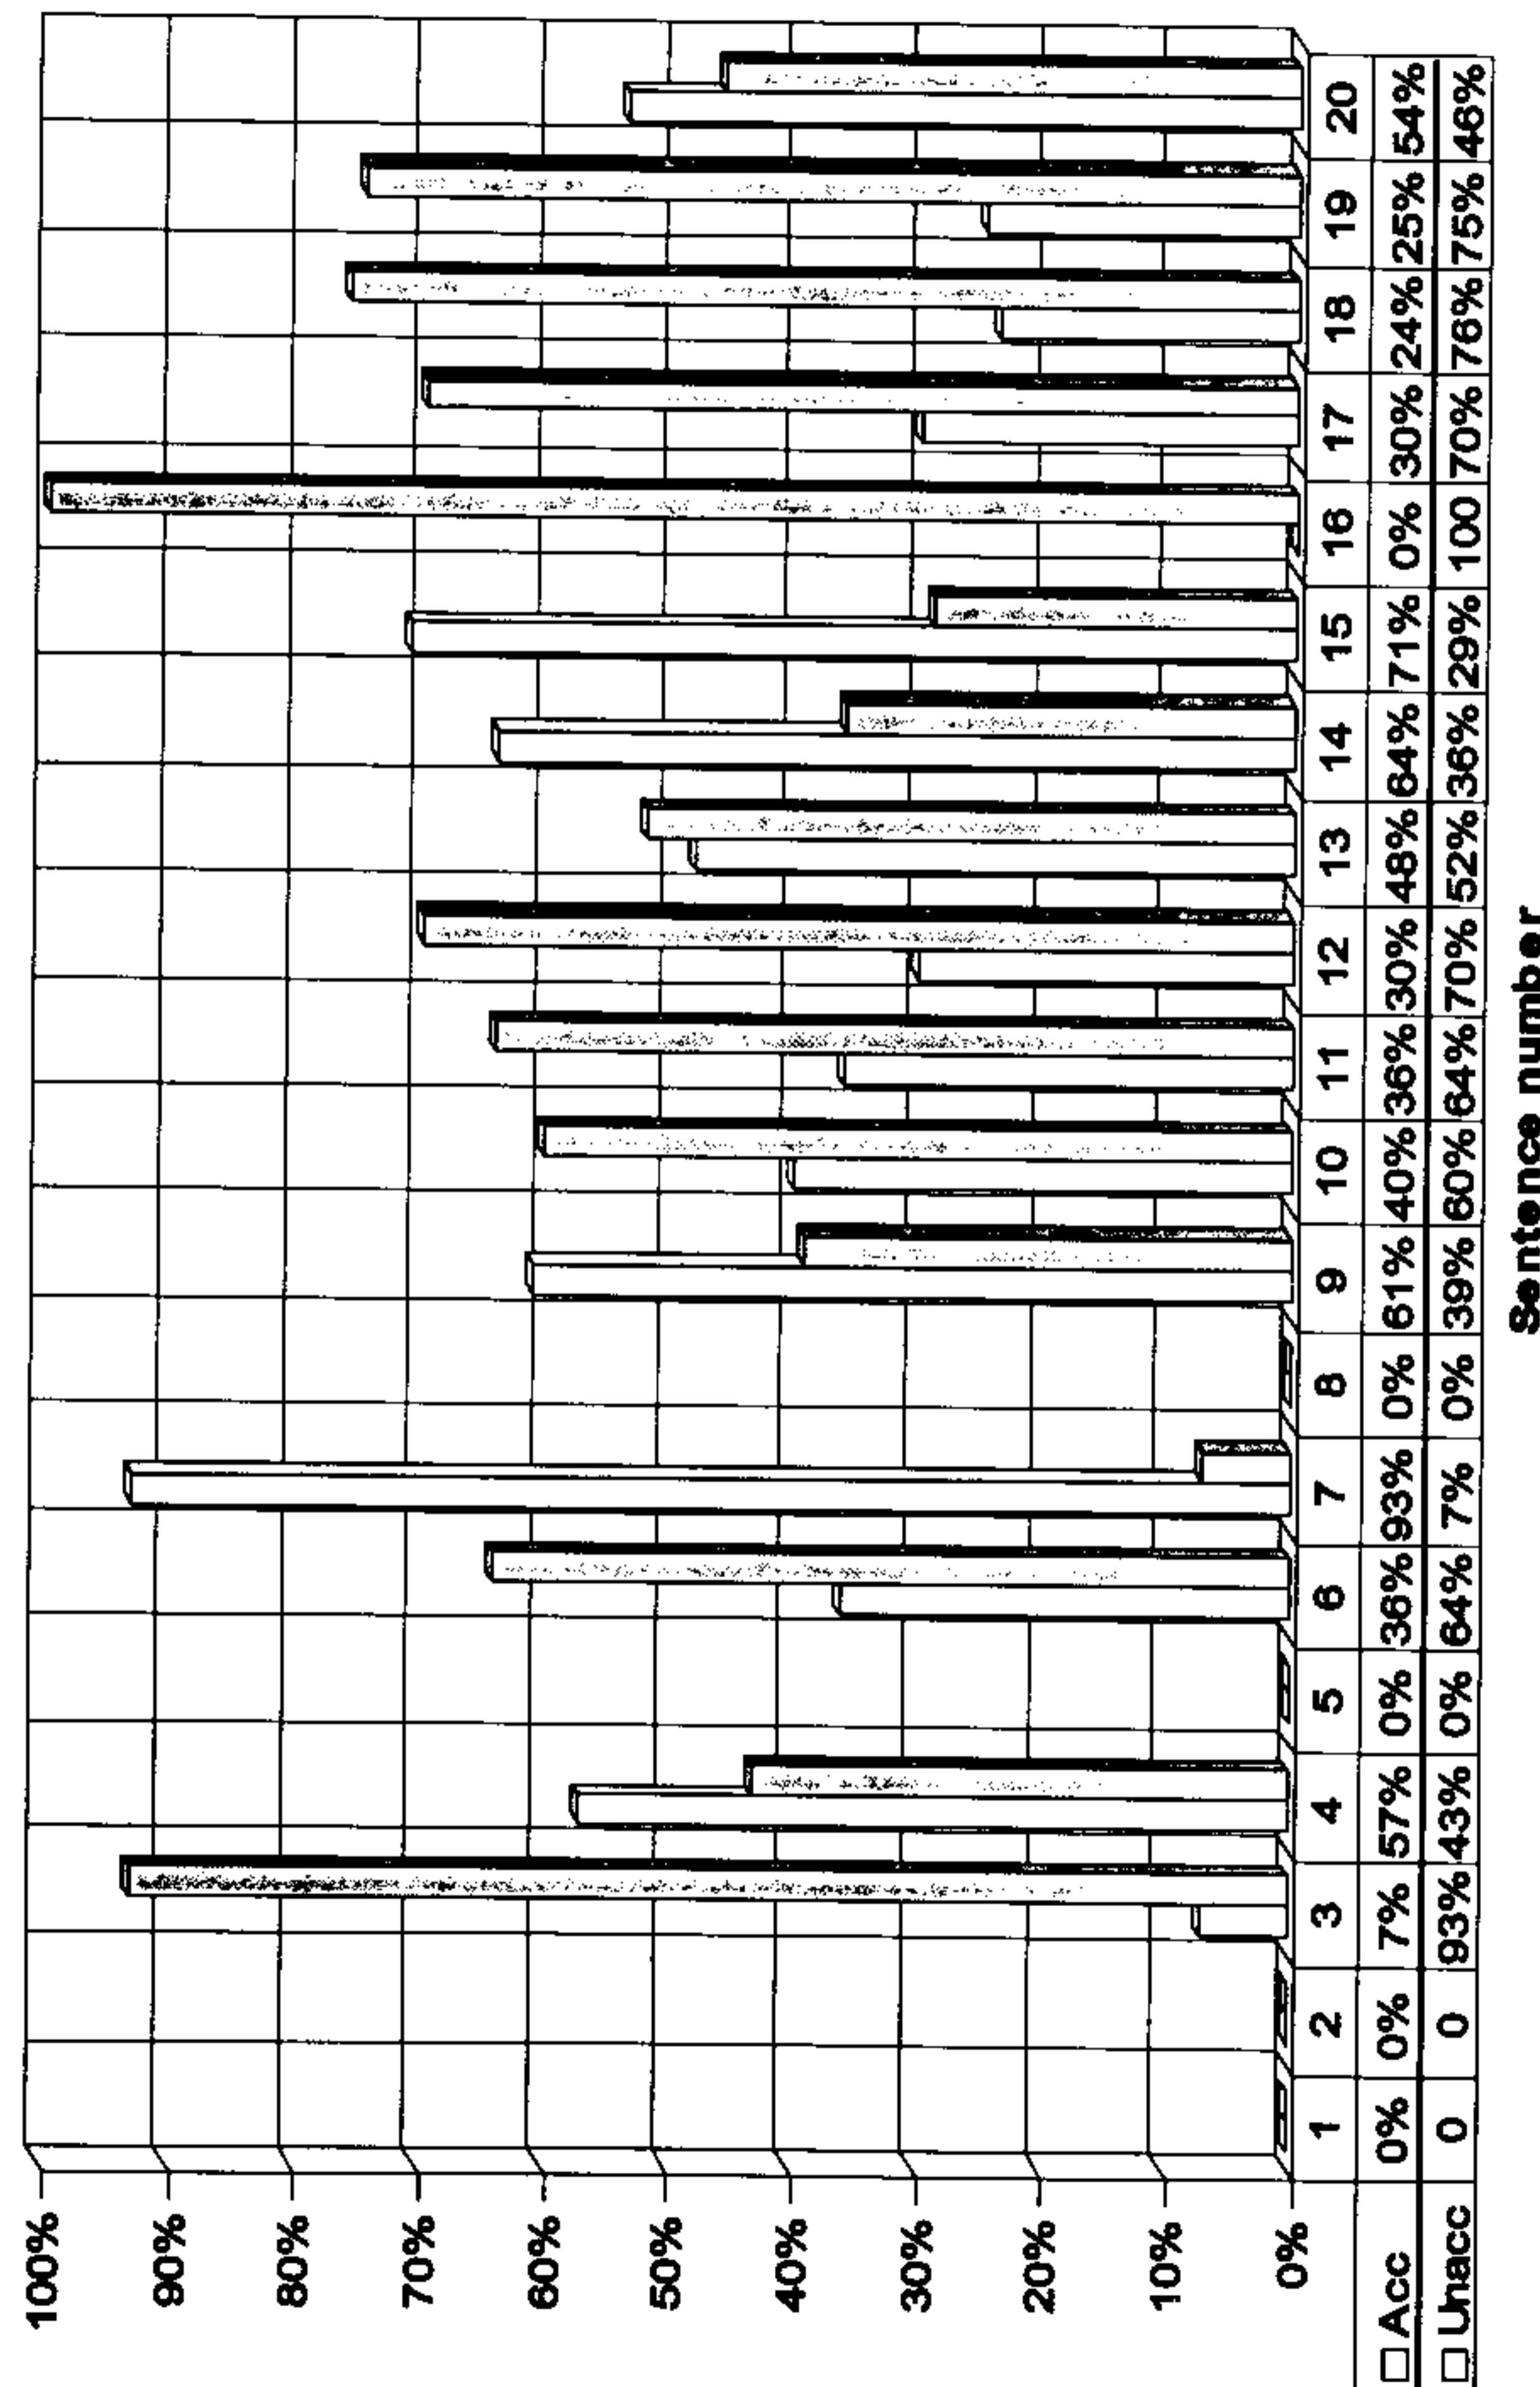 100%
90%
80%
70%
60%
50%
40%
30%
20%
10%
0%
1 2 3 4 5 6 7 8 9 10 11 12 13 14 15 16 17 18 19 20
Acc 0% 0% 7% 57% 0% 36% 93% 0% 61% 40% 36% 30% 48% 64% 71% 0% 30% 24% 25% 54%
Unacc 0 0 93% 43% 0% 64% 7% 0% 39% 60% 64% 70% 52% 36% 29% 100 70% 76% 75% 46%
Sentence number